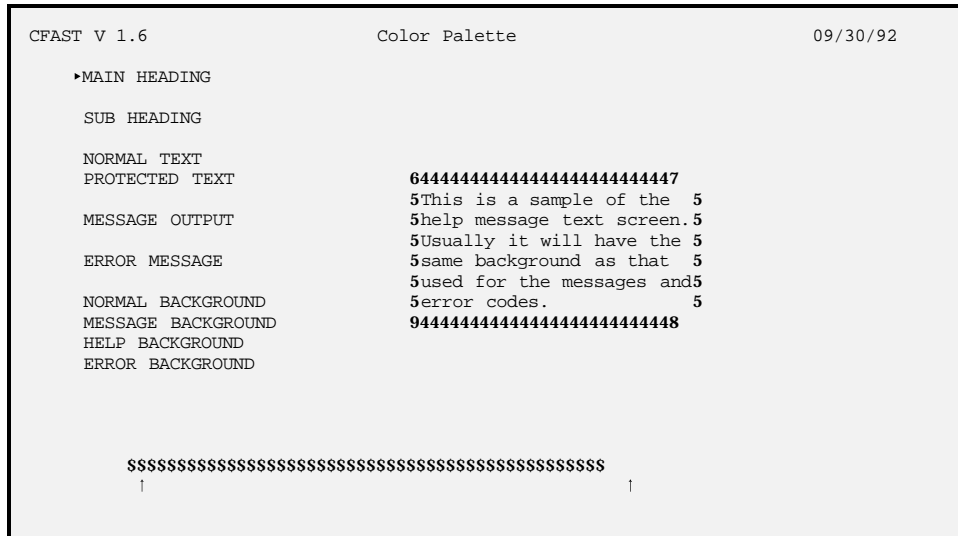 CFAST V 1.6 Color Palette 09/30/92
▸MAIN HEADING
SUB HEADING
NORMAL TEXT
PROTECTED TEXT 644444444444444444444444447
5This is a sample of the 5
MESSAGE OUTPUT 5help message text screen.5
5Usually it will have the 5
ERROR MESSAGE 5same background as that 5
5used for the messages and5
NORMAL BACKGROUND 5error codes. 5
MESSAGE BACKGROUND 944444444444444444444444448
HELP BACKGROUND
ERROR BACKGROUND
$$$$$$$$$$$$$$$$$$$$$$$$$$$$$$$$$$$$$$$$$$$$$$$$
↑ ↑